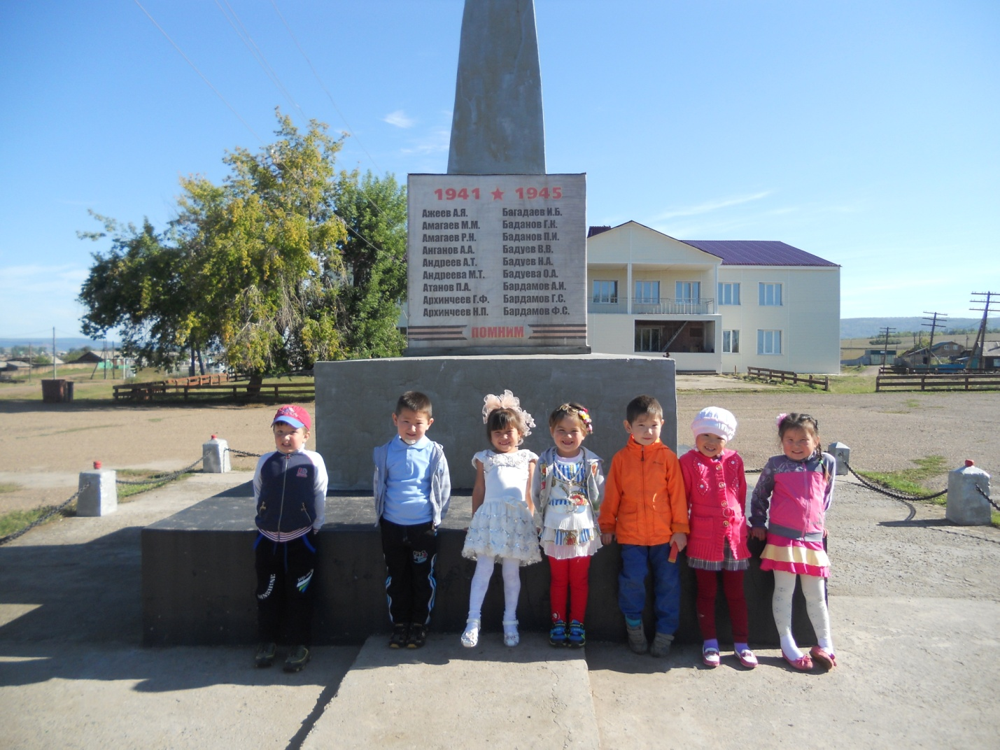 1941 ★ 1945
Ажеев А.Я.
Амагаев М.М.
Амагаев Р.Н.
Анганов А.А.
Андреев А.Т.
Андреева М.Т.
Атанов П.А.
Архинчеев Г.Ф.
Архинчеев Н.П.
Багадаев И.Б.
Баданов Г.К.
Баданов П.И.
Бадуев В.В.
Бадуев Н.А.
Бадуева О.А.
Бардамов А.И.
Бардамов Г.С.
Бардамов Ф.С.
ПОМНИМ